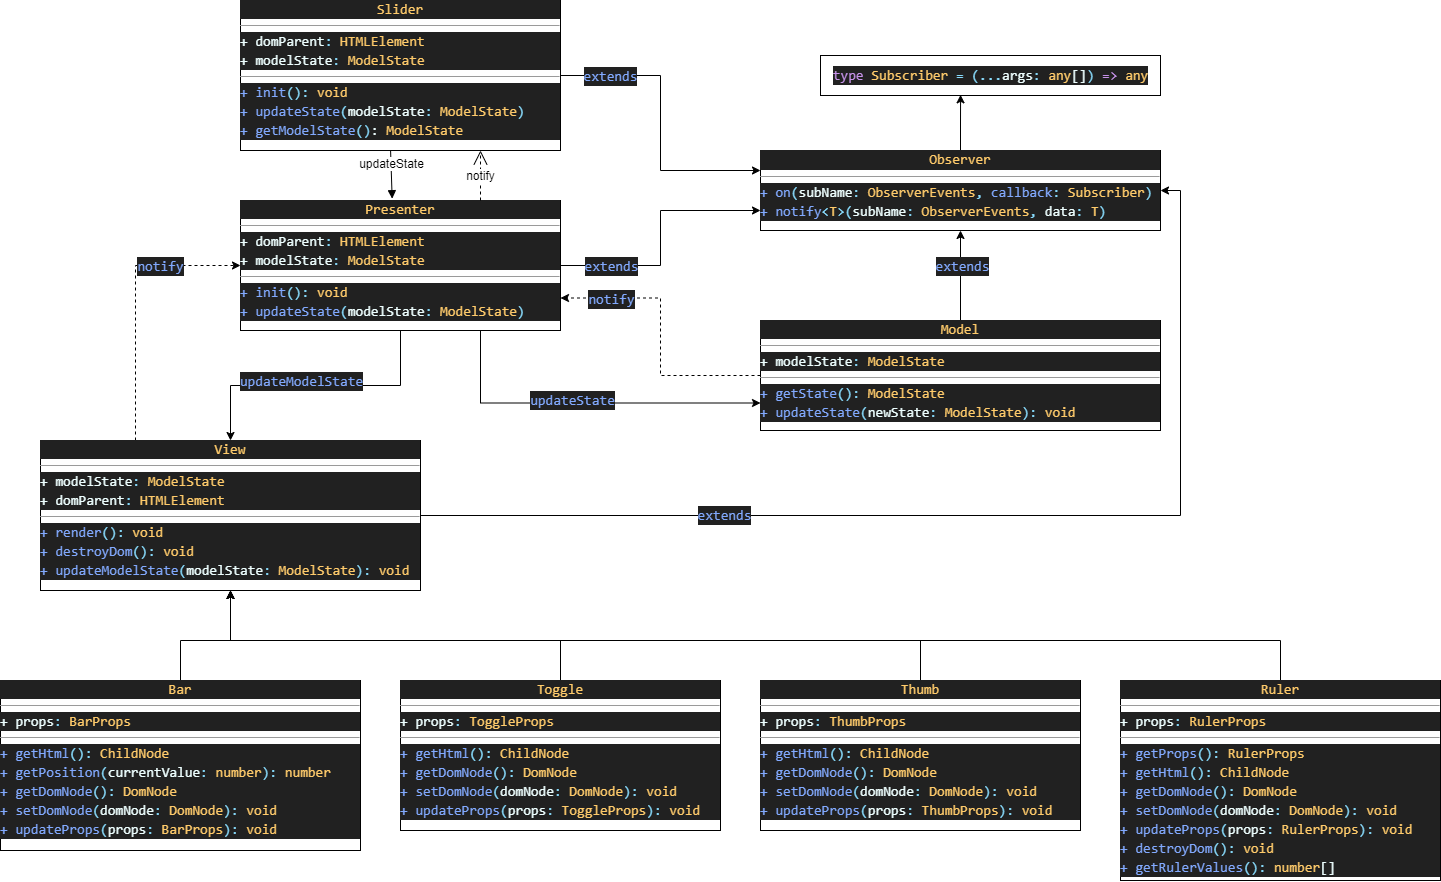 Slider
+ domParent: HTMLElement
+ modelState: ModelState
+ init(): void
+ updateState(modelState: ModelState)
+ getModelState(): ModelState
extends
type Subscriber = (...args: any[]) => any
updateState
notify
Observer
+ on(subName: ObserverEvents, callback: Subscriber)
+ notify<T>(subName: ObserverEvents, data: T)
Presenter
+ domParent: HTMLElement
+ modelState: ModelState
+ init(): void
+ updateState(modelState: ModelState)
notify
extends
extends
notify
Model
+ modelState: ModelState
+ getState(): ModelState
+ updateState(newState: ModelState): void
updateModelState
updateState
View
+ modelState: ModelState
+ domParent: HTMLElement
+ render(): void
+ destroyDom(): void
+ updateModelState(modelState: ModelState): void
extends
Bar
+ props: BarProps
+ getHtml(): ChildNode
+ getPosition(currentValue: number): number
+ getDomNode(): DomNode
+ setDomNode(domNode: DomNode): void
+ updateProps(props: BarProps): void
Toggle
+ props: ToggleProps
+ getHtml(): ChildNode
+ getDomNode(): DomNode
+ setDomNode(domNode: DomNode): void
+ updateProps(props: ToggleProps): void
Thumb
+ props: ThumbProps
+ getHtml(): ChildNode
+ getDomNode(): DomNode
+ setDomNode(domNode: DomNode): void
+ updateProps(props: ThumbProps): void
Ruler
+ props: RulerProps
+ getProps(): RulerProps
+ getHtml(): ChildNode
+ getDomNode(): DomNode
+ setDomNode(domNode: DomNode): void
+ updateProps(props: RulerProps): void
+ destroyDom(): void
+ getRulerValues(): number[]